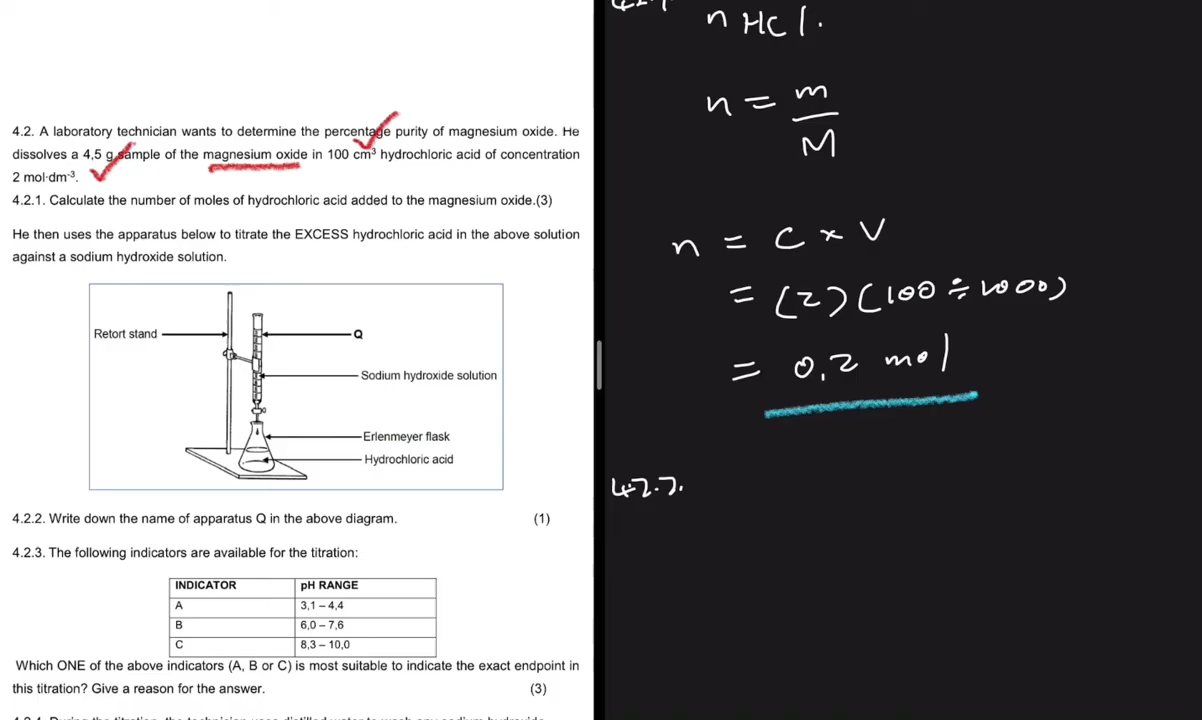 4.2. A laboratory technician wants to determine the percentage purity of magnesium oxide. He
dissolves a 4,5 g sample of the magnesium oxide in 100 cm³ hydrochloric acid of concentration
2 mol·dm⁻³.
4.2.1. Calculate the number of moles of hydrochloric acid added to the magnesium oxide.(3)
He then uses the apparatus below to titrate the EXCESS hydrochloric acid in the above solution
against a sodium hydroxide solution.
Retort stand
Q
Sodium hydroxide solution
Erlenmeyer flask
Hydrochloric acid
4.2.2. Write down the name of apparatus Q in the above diagram. (1)
4.2.3. The following indicators are available for the titration:
INDICATOR pH RANGE
A 3,1 – 4,4
B 6,0 – 7,6
C 8,3 – 10,0
Which ONE of the above indicators (A, B or C) is most suitable to indicate the exact endpoint in
this titration? Give a reason for the answer. (3)
n HCl.
n = m
M
n = C × V
= (2) (100 ÷ 1000)
= 0,2 mol
4.2.2.